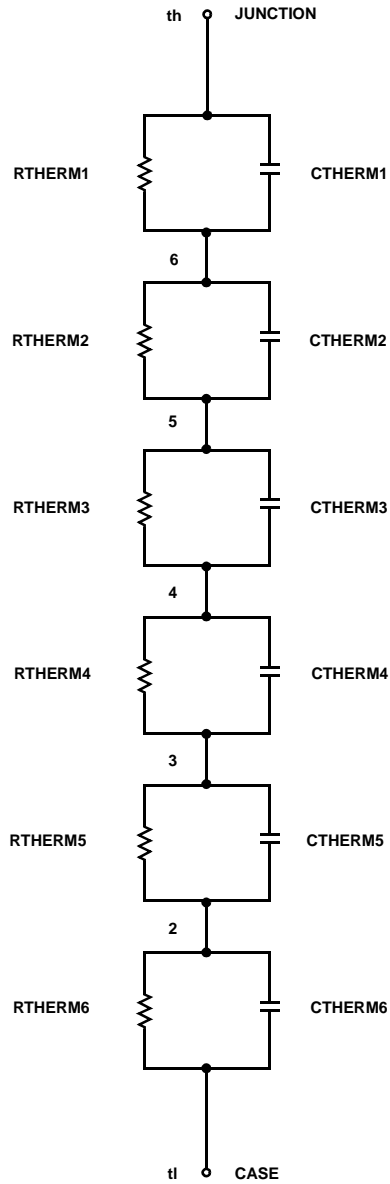 th JUNCTION
RTHERM1 CTHERM1
6
RTHERM2 CTHERM2
5
RTHERM3 CTHERM3
4
RTHERM4 CTHERM4
3
RTHERM5 CTHERM5
2
RTHERM6 CTHERM6
tl CASE